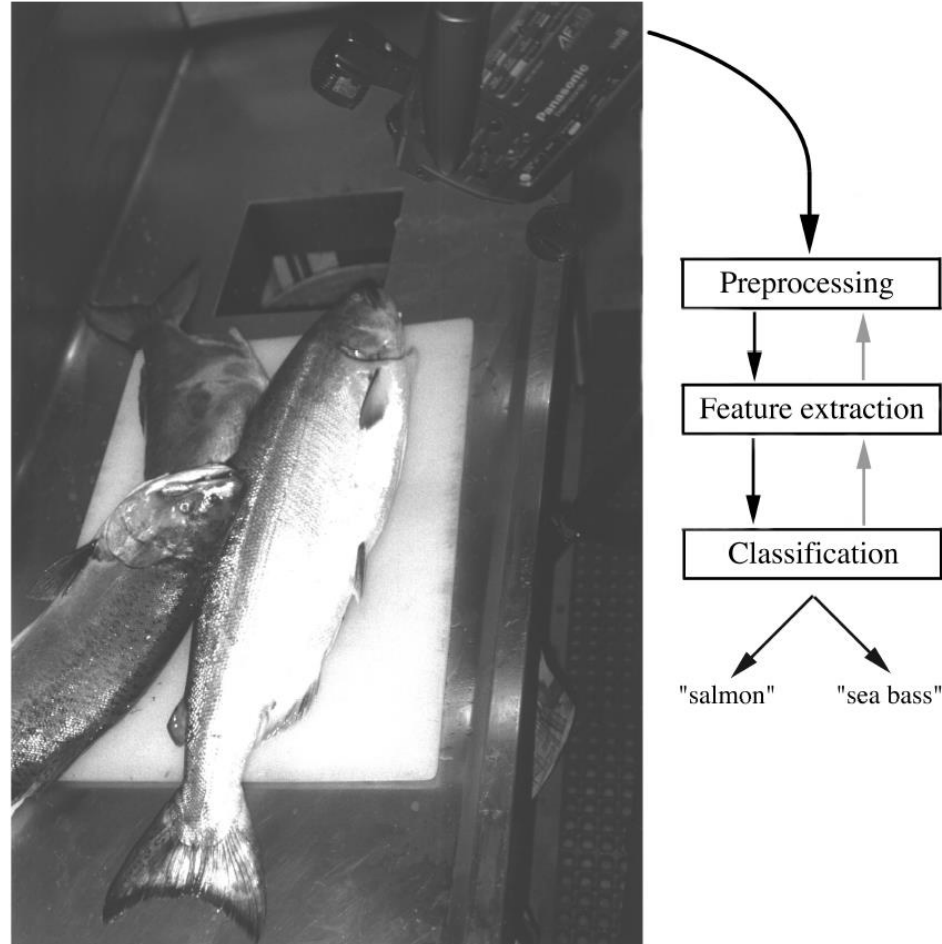 Panasonic
Preprocessing
Feature extraction
Classification
"salmon"
"sea bass"